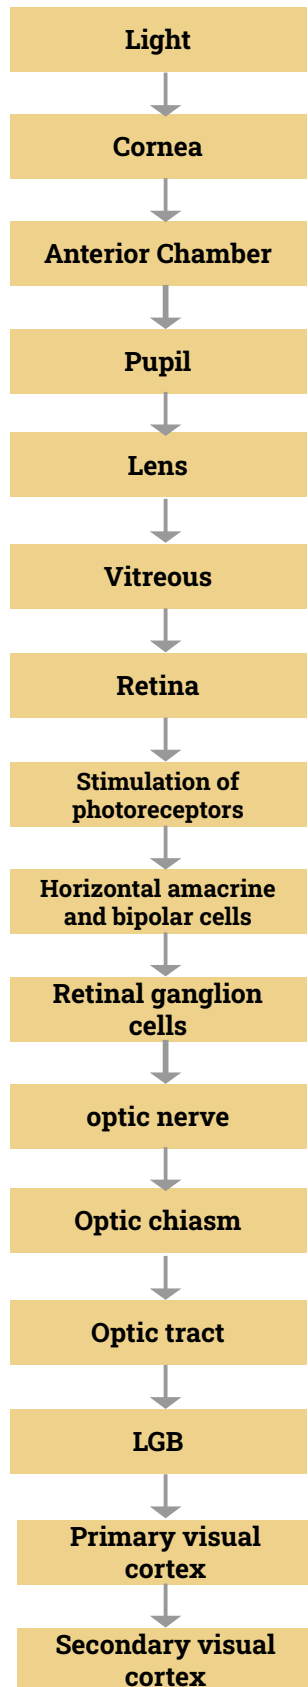 Light
Cornea
Anterior Chamber
Pupil
Lens
Vitreous
Retina
Stimulation of
photoreceptors
Horizontal amacrine
and bipolar cells
Retinal ganglion
cells
optic nerve
Optic chiasm
Optic tract
LGB
Primary visual
cortex
Secondary visual
cortex